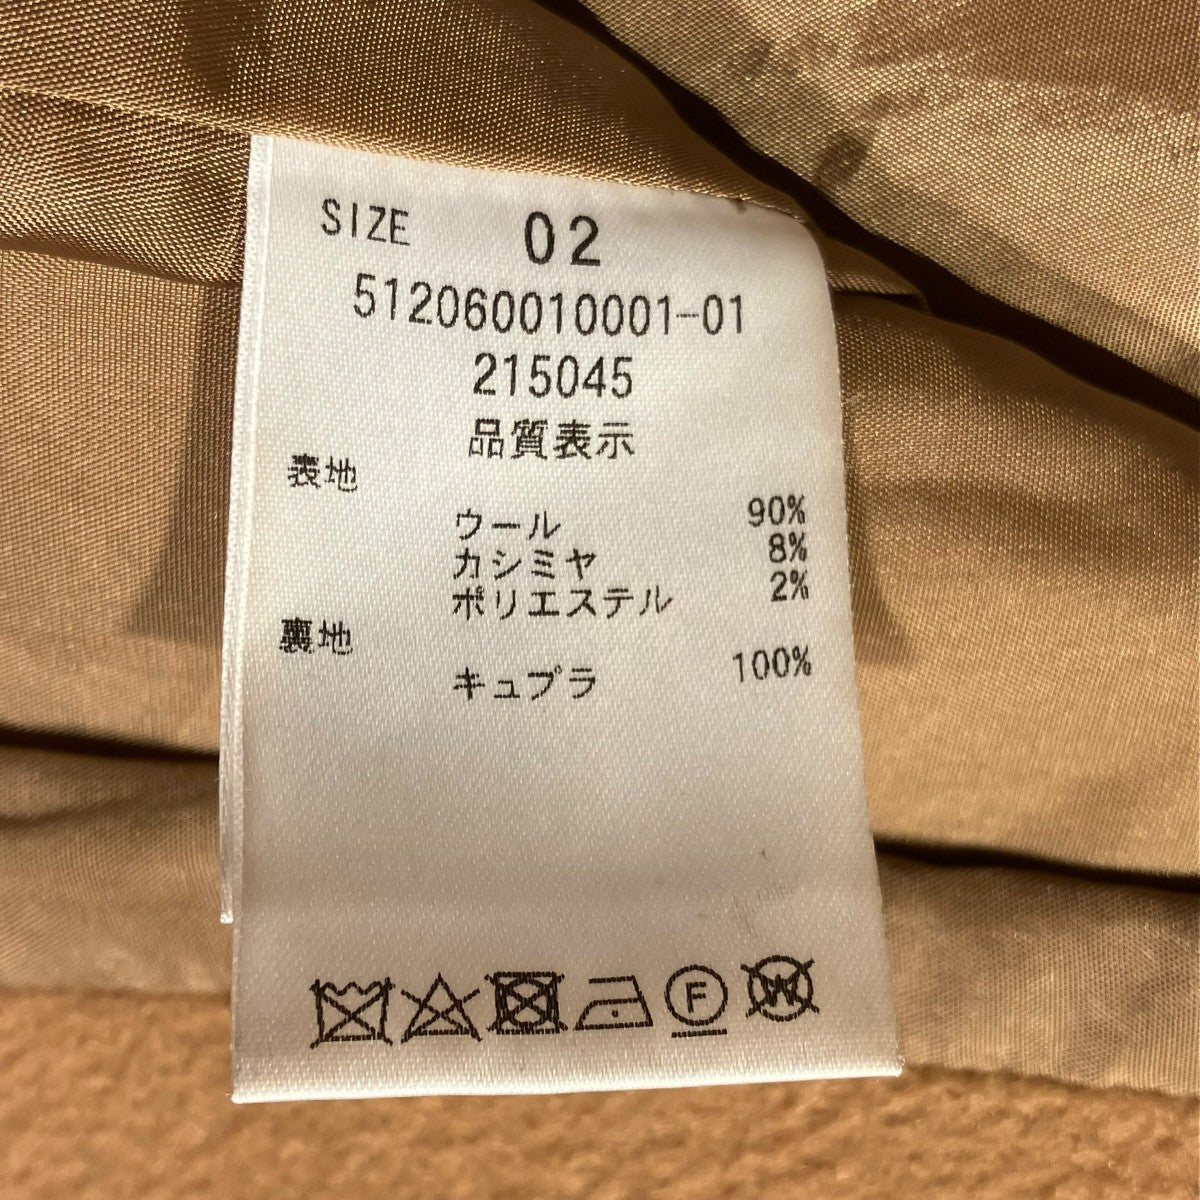 SIZE 02
512060010001-01
215045
品質表示
表地
ウール 90%
カシミヤ 8%
ポリエステル 2%
裏地
キュプラ 100%
F W